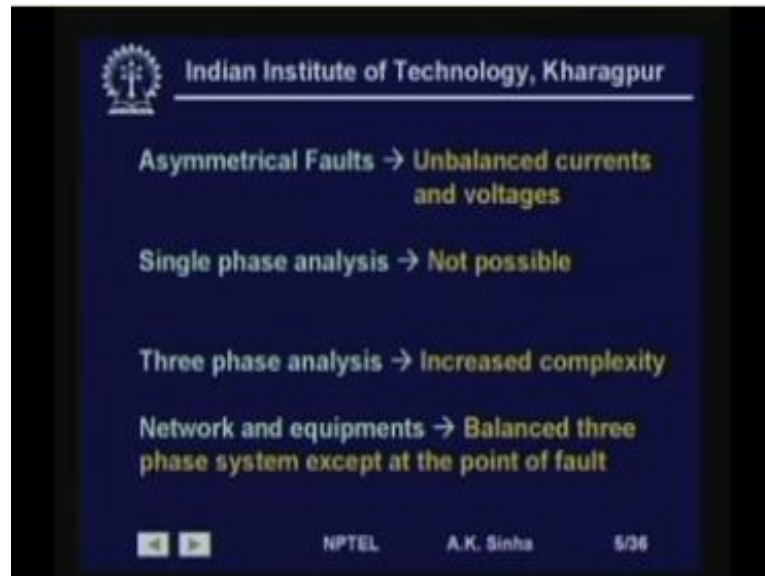 Indian Institute of Technology, Kharagpur
Asymmetrical Faults → Unbalanced currents
and voltages
Single phase analysis → Not possible
Three phase analysis → Increased complexity
Network and equipments → Balanced three
phase system except at the point of fault
NPTEL A.K. Sinha 5/36